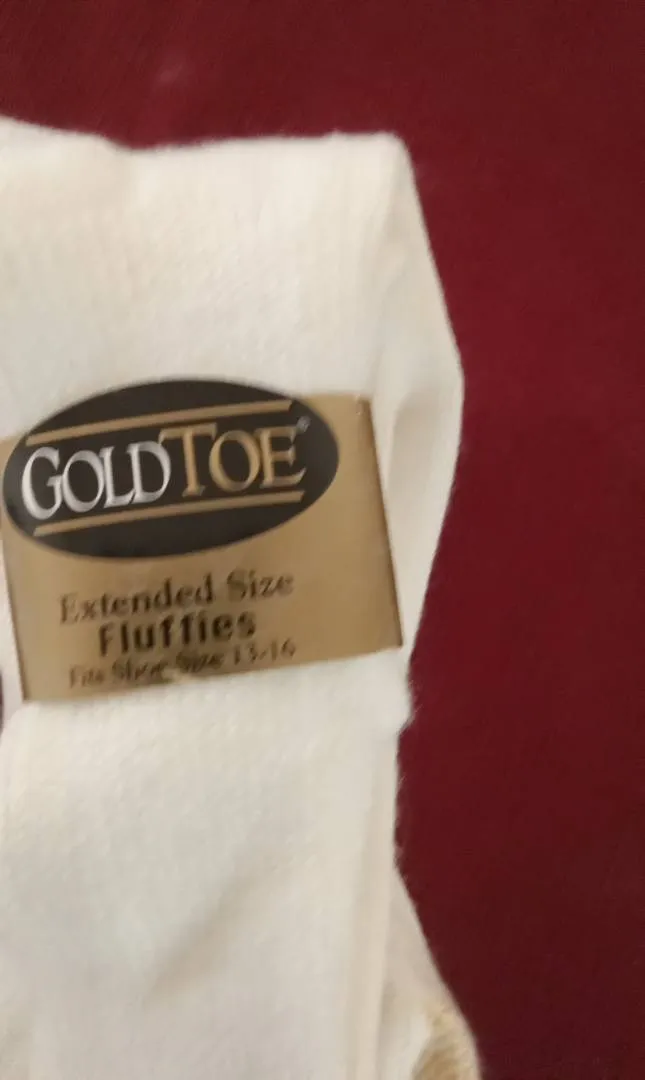 GOLDTOE®
Extended Size
Fluffies
Fits Shoe Size 13-16